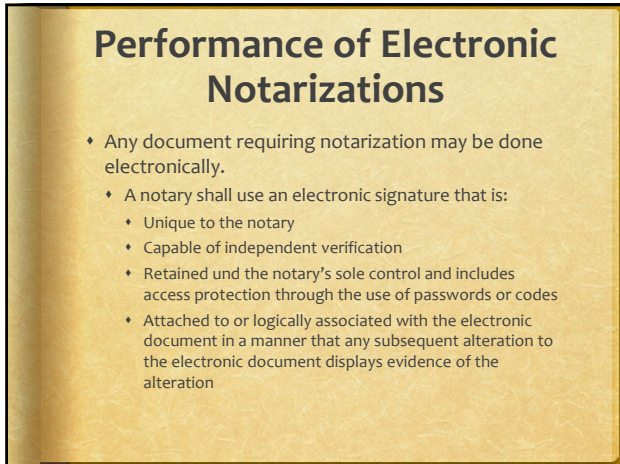 Performance of Electronic
Notarizations
♦ Any document requiring notarization may be done
electronically.
♦ A notary shall use an electronic signature that is:
♦ Unique to the notary
♦ Capable of independent verification
♦ Retained und the notary’s sole control and includes
access protection through the use of passwords or codes
♦ Attached to or logically associated with the electronic
document in a manner that any subsequent alteration to
the electronic document displays evidence of the
alteration